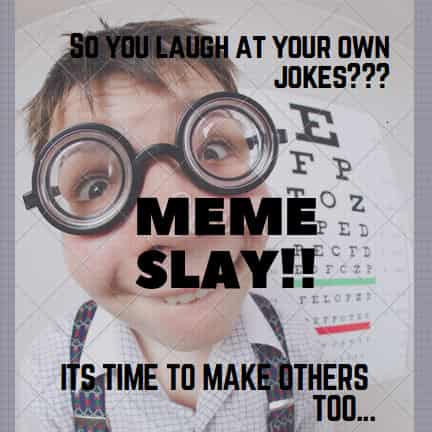 So you laugh at your own
jokes???
MEME
SLAY!!
its time to make others
too...
E
F P
T O Z
L P E D
P E C F D
E D F C Z P
F E L O P Z D